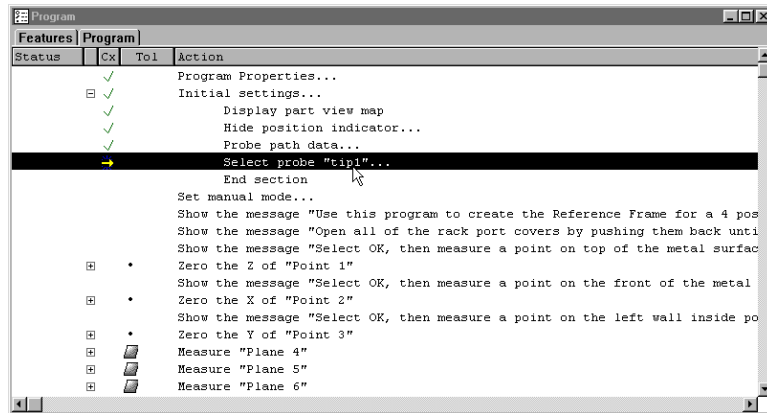 Program
Features Program
Status Cx Tol Action
Program Properties...
Initial settings...
Display part view map
Hide position indicator...
Probe path data...
Select probe "tip1"...
End section
Set manual mode...
Show the message "Use this program to create the Reference Frame for a 4 pos
Show the message "Open all of the rack port covers by pushing them back unti
Show the message "Select OK, then measure a point on top of the metal surfac
Zero the Z of "Point 1"
Show the message "Select OK, then measure a point on the front of the metal
Zero the X of "Point 2"
Show the message "Select OK, then measure a point on the left wall inside po
Zero the Y of "Point 3"
Measure "Plane 4"
Measure "Plane 5"
Measure "Plane 6"